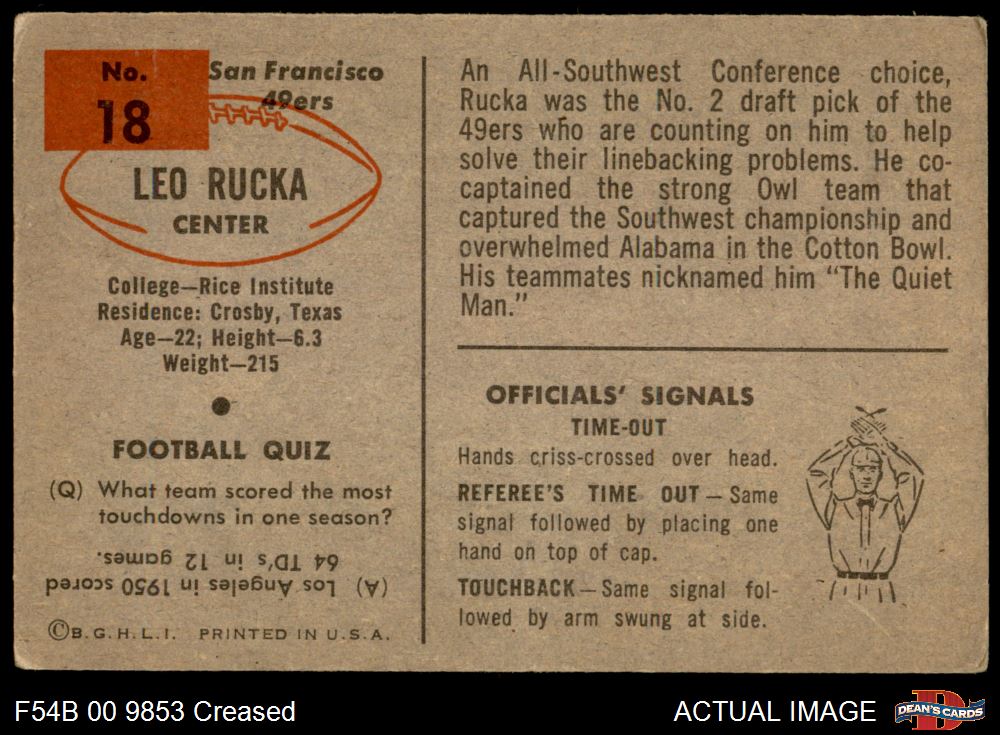 No.
18
San Francisco
49ers
LEO RUCKA
CENTER
College—Rice Institute
Residence: Crosby, Texas
Age—22; Height—6.3
Weight—215
FOOTBALL QUIZ
(Q) What team scored the most
touchdowns in one season?
(A) Los Angeles in 1950 scored
64 TD's in 12 games.
©B.G.H.L.I. PRINTED IN U.S.A.
An All-Southwest Conference choice,
Rucka was the No. 2 draft pick of the
49ers who are counting on him to help
solve their linebacking problems. He co-
captained the strong Owl team that
captured the Southwest championship and
overwhelmed Alabama in the Cotton Bowl.
His teammates nicknamed him "The Quiet
Man."
OFFICIALS' SIGNALS
TIME-OUT
Hands criss-crossed over head.
REFEREE'S TIME OUT—Same
signal followed by placing one
hand on top of cap.
TOUCHBACK—Same signal fol-
lowed by arm swung at side.
F54B 00 9853 Creased
ACTUAL IMAGE
D
DEAN'S CARDS